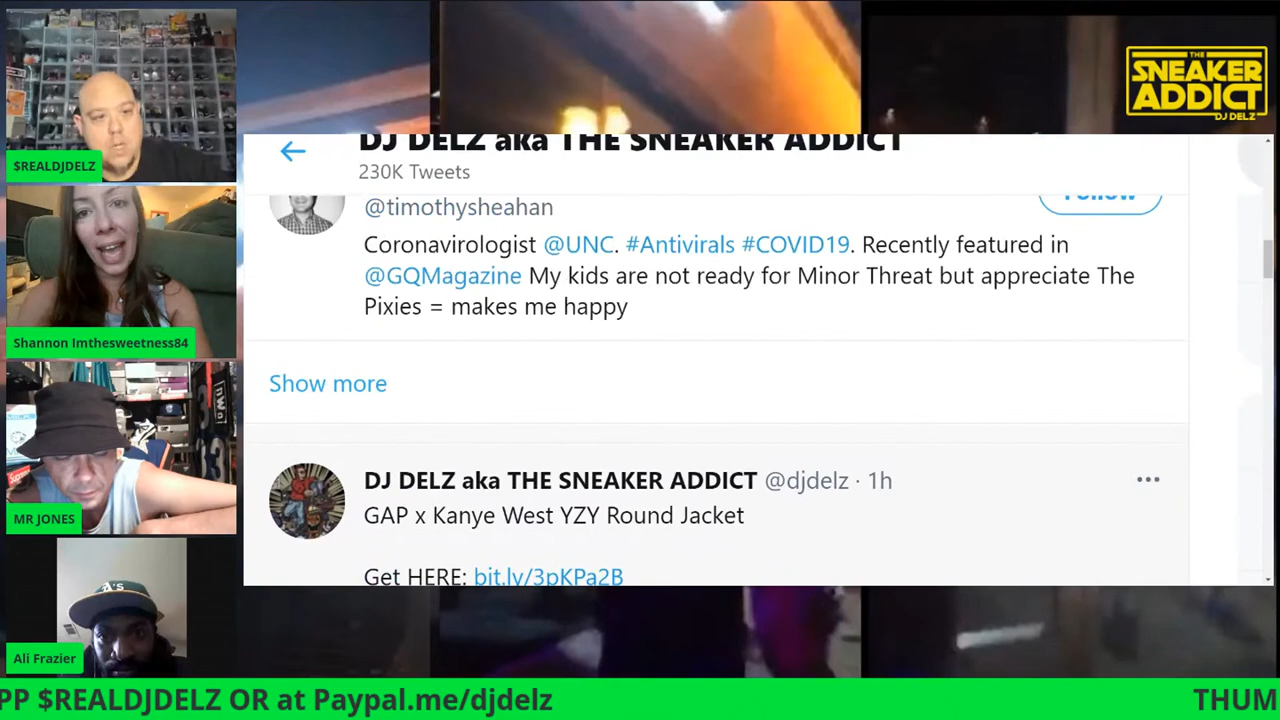 THE
SNEAKER
ADDICT
DJ DELZ
$REALDJDELZ
Shannon Imthesweetness84
MR JONES
A's
Ali Frazier
DJ DELZ aka THE SNEAKER ADDICT
230K Tweets
@timothysheahan
Follow
Coronavirologist @UNC. #Antivirals #COVID19. Recently featured in
@GQMagazine My kids are not ready for Minor Threat but appreciate The
Pixies = makes me happy
Show more
DJ DELZ aka THE SNEAKER ADDICT @djdelz · 1h
GAP x Kanye West YZY Round Jacket
Get HERE: bit.ly/3pKPa2B
PP $REALDJDELZ OR at Paypal.me/djdelz
THUM